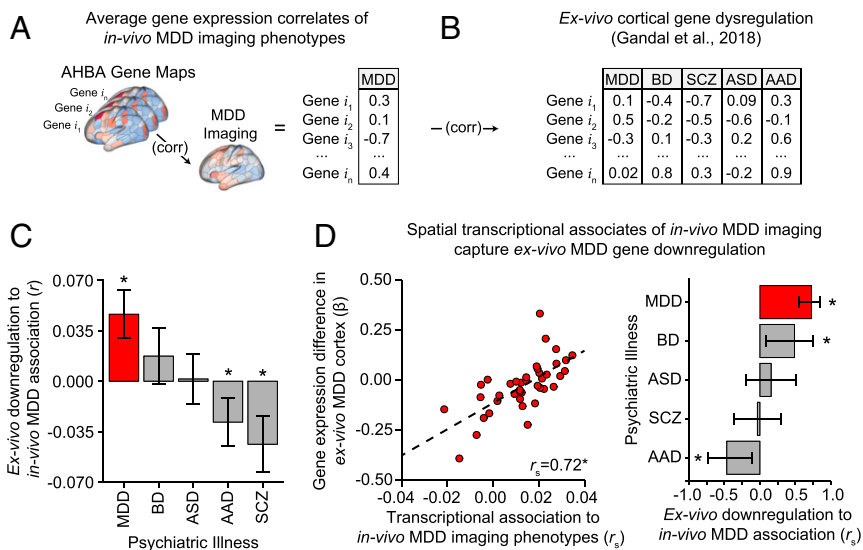 A
Average gene expression correlates of
in-vivo MDD imaging phenotypes
AHBA Gene Maps
Gene in
Gene i2
Gene i1
(corr)
MDD
Imaging
=
MDD
Gene i1 0.3
Gene i2 0.1
Gene i3 -0.7
... ...
Gene in 0.4
(corr)
B
Ex-vivo cortical gene dysregulation
(Gandal et al., 2018)
MDD BD SCZ ASD AAD
Gene i1 0.1 -0.4 -0.7 0.09 0.3
Gene i2 0.5 -0.2 -0.5 -0.6 -0.1
Gene i3 -0.3 0.1 -0.3 0.2 0.6
... ... ... ... ... ...
Gene in 0.02 0.8 0.3 -0.2 0.9
C
Ex-vivo downregulation to
in-vivo MDD association (r)
0.070
0.035
0.000
-0.035
-0.070
* * *
MDD BD ASD AAD SCZ
Psychiatric Illness
D
Spatial transcriptional associates of in-vivo MDD imaging
capture ex-vivo MDD gene downregulation
Gene expression difference in
ex-vivo MDD cortex (β)
0.50
0.25
0.00
-0.25
-0.50
rs=0.72*
-0.04 -0.02 0.00 0.02 0.04
Transcriptional association to
in-vivo MDD imaging phenotypes (rs)
Psychiatric Illness
MDD *
BD *
ASD
SCZ
AAD *
-1.0 -0.5 0.0 0.5 1.0
Ex-vivo downregulation to
in-vivo MDD association (rs)